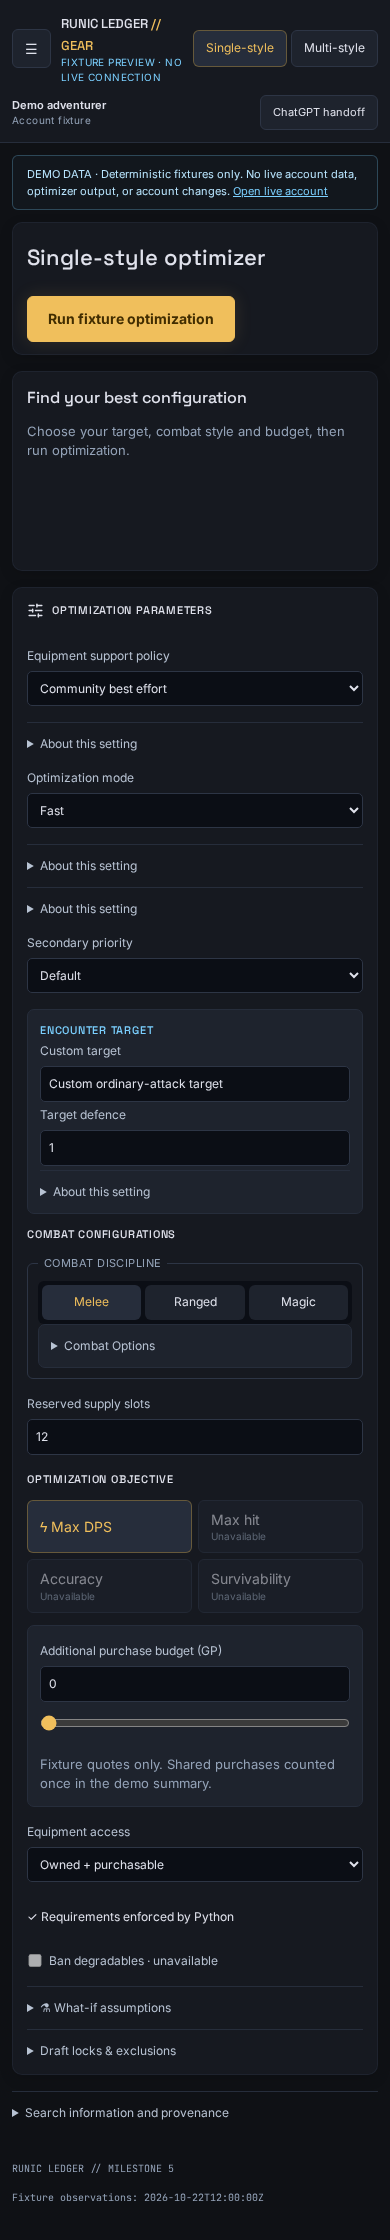 ☰
RUNIC LEDGER //
GEAR
FIXTURE PREVIEW · NO
LIVE CONNECTION
Single-style
Multi-style
Demo adventurer
Account fixture
ChatGPT handoff
DEMO DATA · Deterministic fixtures only. No live account data,
optimizer output, or account changes. Open live account
Single-style optimizer
Run fixture optimization
Find your best configuration
Choose your target, combat style and budget, then
run optimization.
OPTIMIZATION PARAMETERS
Equipment support policy
Community best effort
▶ About this setting
Optimization mode
Fast
▶ About this setting
▶ About this setting
Secondary priority
Default
ENCOUNTER TARGET
Custom target
Custom ordinary-attack target
Target defence
1
▶ About this setting
COMBAT CONFIGURATIONS
COMBAT DISCIPLINE
Melee
Ranged
Magic
▶ Combat Options
Reserved supply slots
12
OPTIMIZATION OBJECTIVE
ϟ Max DPS
Max hit
Unavailable
Accuracy
Unavailable
Survivability
Unavailable
Additional purchase budget (GP)
0
Fixture quotes only. Shared purchases counted
once in the demo summary.
Equipment access
Owned + purchasable
✓ Requirements enforced by Python
Ban degradables · unavailable
▶ ⚗ What-if assumptions
▶ Draft locks & exclusions
▶ Search information and provenance
RUNIC LEDGER // MILESTONE 5
Fixture observations: 2026-10-22T12:00:00Z